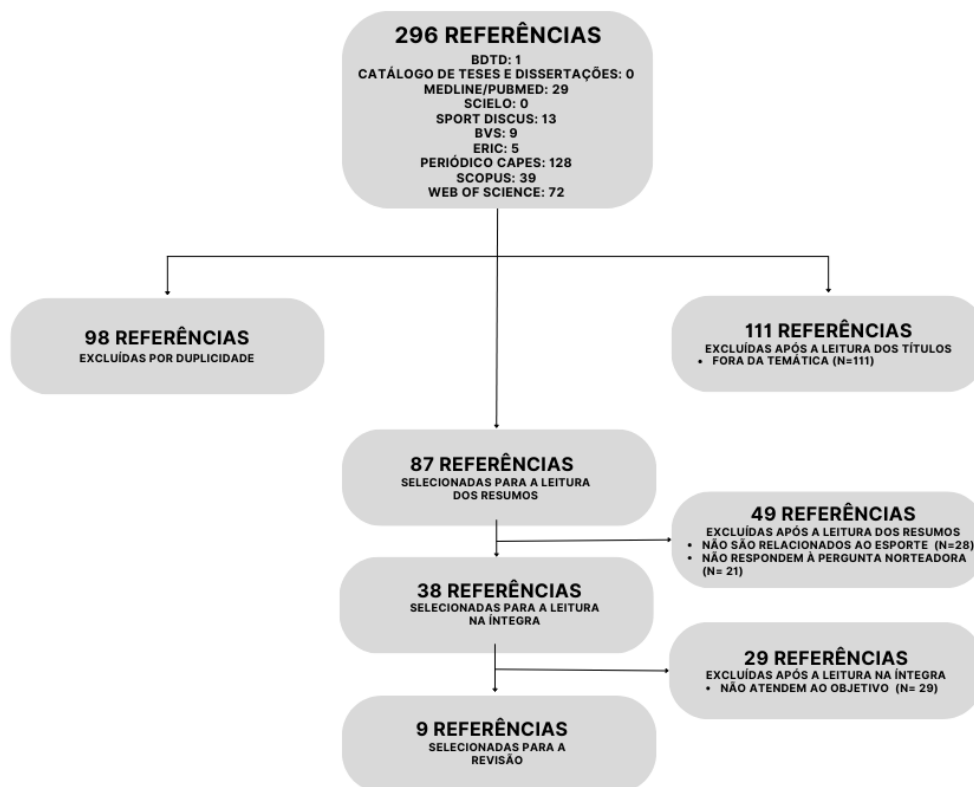 296 REFERÊNCIAS
BDTD: 1
CATÁLOGO DE TESES E DISSERTAÇÕES: 0
MEDLINE/PUBMED: 29
SCIELO: 0
SPORT DISCUS: 13
BVS: 9
ERIC: 5
PERIÓDICO CAPES: 128
SCOPUS: 39
WEB OF SCIENCE: 72
98 REFERÊNCIAS
EXCLUÍDAS POR DUPLICIDADE
111 REFERÊNCIAS
EXCLUÍDAS APÓS A LEITURA DOS TÍTULOS
• FORA DA TEMÁTICA (N=111)
87 REFERÊNCIAS
SELECIONADAS PARA A LEITURA
DOS RESUMOS
49 REFERÊNCIAS
EXCLUÍDAS APÓS A LEITURA DOS RESUMOS
• NÃO SÃO RELACIONADOS AO ESPORTE (N=28)
• NÃO RESPONDEM À PERGUNTA NORTEADORA
(N= 21)
38 REFERÊNCIAS
SELECIONADAS PARA A LEITURA
NA ÍNTEGRA
29 REFERÊNCIAS
EXCLUÍDAS APÓS A LEITURA NA ÍNTEGRA
• NÃO ATENDEM AO OBJETIVO (N= 29)
9 REFERÊNCIAS
SELECIONADAS PARA A
REVISÃO